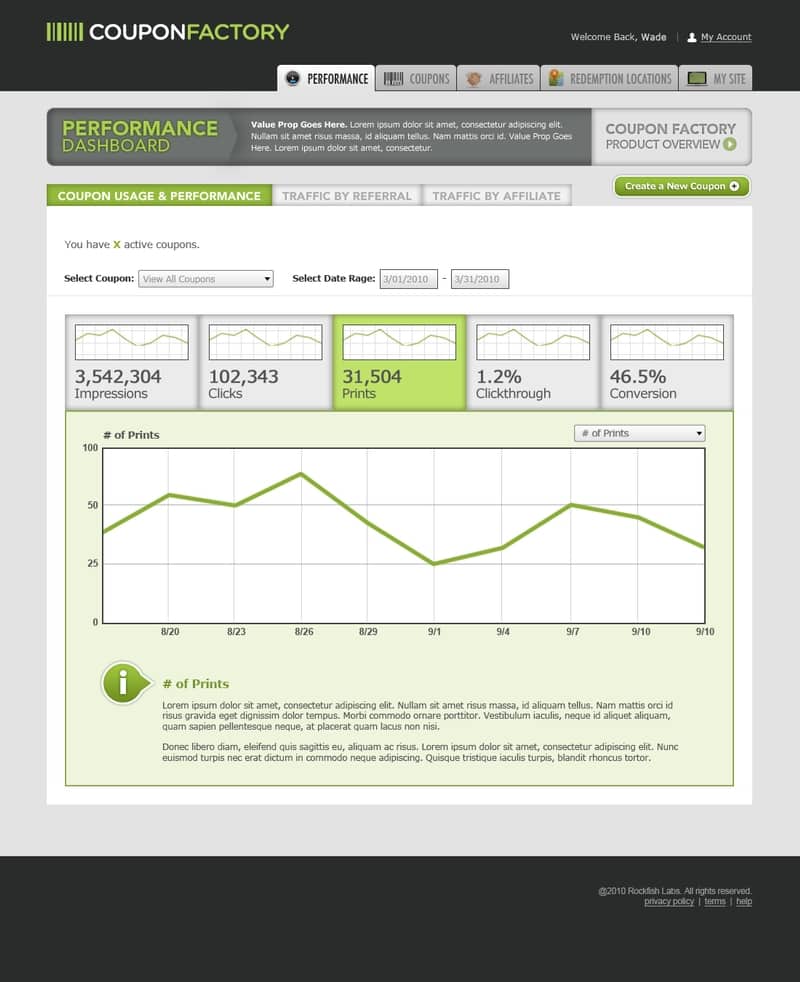 COUPONFACTORY
Welcome Back, Wade | My Account
PERFORMANCE COUPONS AFFILIATES REDEMPTION LOCATIONS MY SITE
PERFORMANCE
DASHBOARD
Value Prop Goes Here. Lorem ipsum dolor sit amet, consectetur adipiscing elit.
Nullam sit amet risus massa, id aliquam tellus. Nam mattis orci id. Value Prop Goes
Here. Lorem ipsum dolor sit amet, consectetur.
COUPON FACTORY
PRODUCT OVERVIEW
Create a New Coupon
COUPON USAGE & PERFORMANCE TRAFFIC BY REFERRAL TRAFFIC BY AFFILIATE
You have X active coupons.
Select Coupon: View All Coupons Select Date Rage: 3/01/2010 - 3/31/2010
3,542,304 102,343 31,504 1.2% 46.5%
Impressions Clicks Prints Clickthrough Conversion
# of Prints # of Prints
100
50
25
0
8/20 8/23 8/26 8/29 9/1 9/4 9/7 9/10 9/10
# of Prints
Lorem ipsum dolor sit amet, consectetur adipiscing elit. Nullam sit amet risus massa, id aliquam tellus. Nam mattis orci id
risus gravida eget dignissim dolor tempus. Morbi commodo ornare porttitor. Vestibulum iaculis, neque id aliquet aliquam,
quam sapien pellentesque neque, at placerat quam lacus non nisi.
Donec libero diam, eleifend quis sagittis eu, aliquam ac risus. Lorem ipsum dolor sit amet, consectetur adipiscing elit. Nunc
euismod turpis nec erat dictum in commodo neque adipiscing. Quisque tristique iaculis turpis, blandit rhoncus tortor.
@2010 Rockfish Labs. All rights reserved.
privacy policy | terms | help